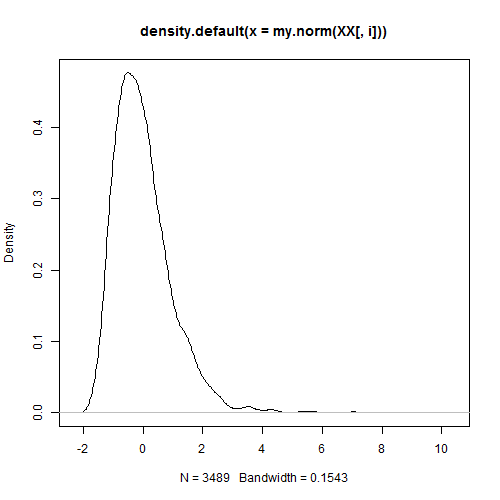 density.default(x = my.norm(XX[, i]))
Density
0.4
0.3
0.2
0.1
0.0
-2 0 2 4 6 8 10
N = 3489 Bandwidth = 0.1543